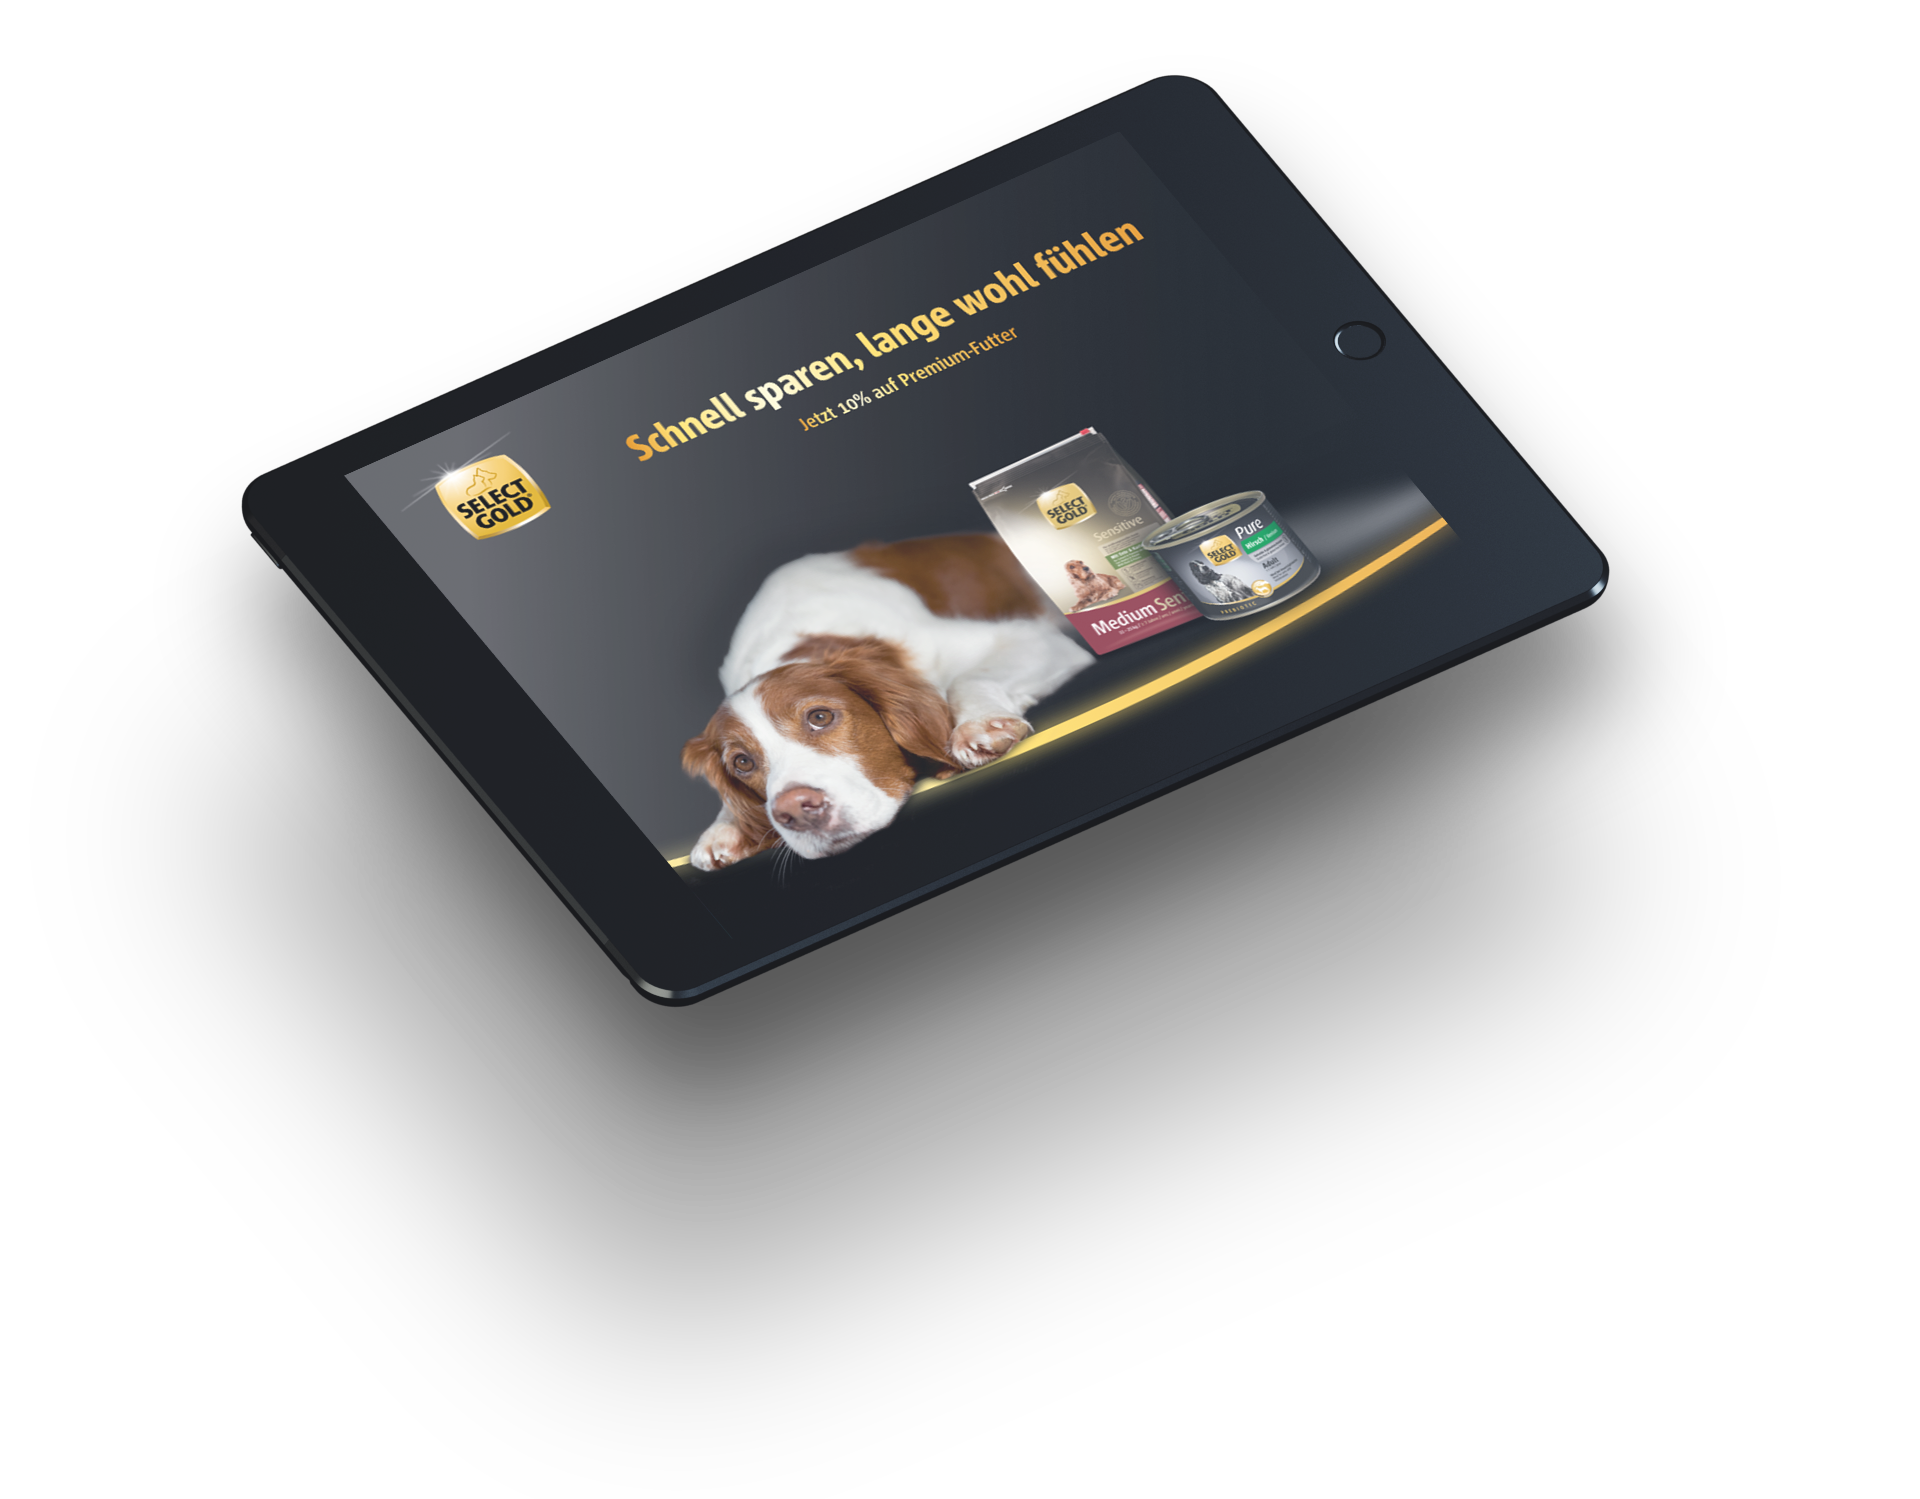 Schnell sparen, lange wohl fühlen
Jetzt 10% auf Premium-Futter
SELECT
GOLD®
SELECT
GOLD
Sensitive
Medium Sen
Pure
Hirsch
SELECT
GOLD
Adult
PREBIOTIC